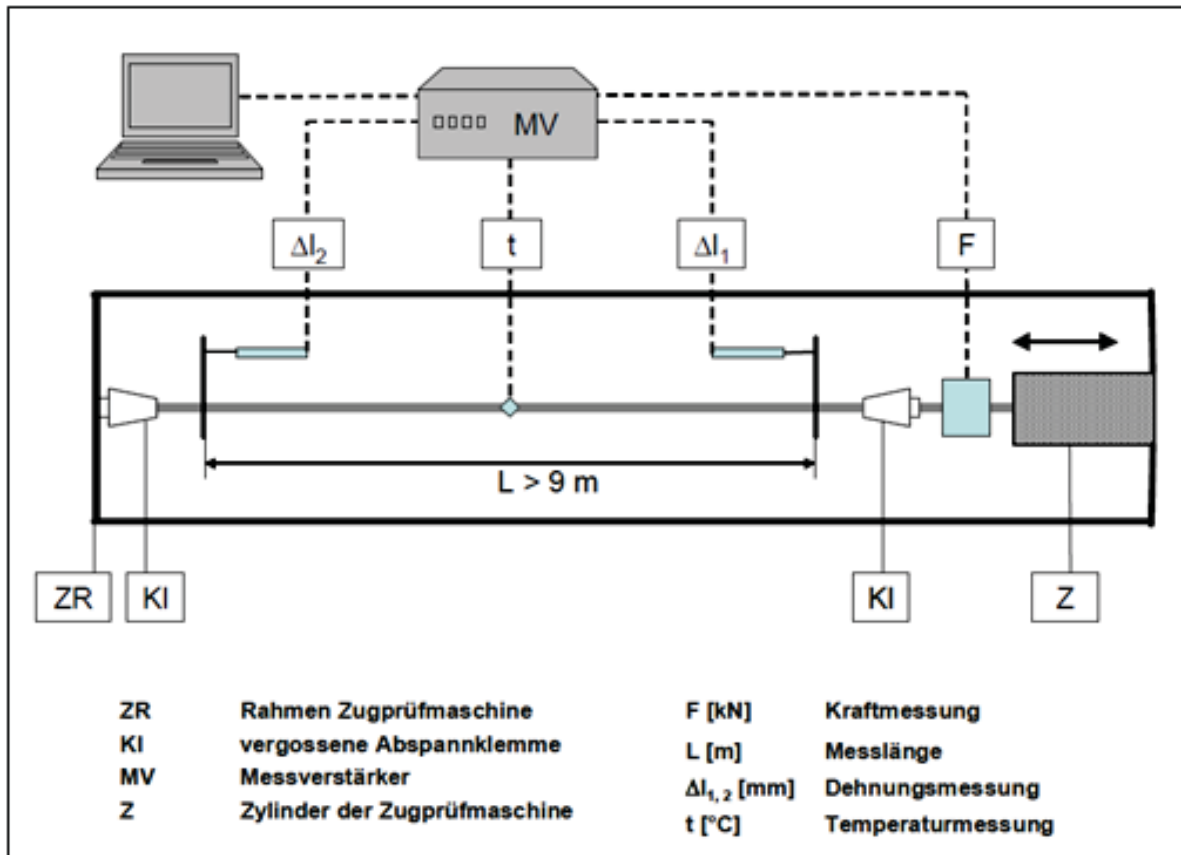 MV
Δl2
t
Δl1
F
L > 9 m
ZR
Kl
Kl
Z
ZR Rahmen Zugprüfmaschine
Kl vergossene Abspannklemme
MV Messverstärker
Z Zylinder der Zugprüfmaschine
F [kN] Kraftmessung
L [m] Messlänge
Δl1, 2 [mm] Dehnungsmessung
t [°C] Temperaturmessung